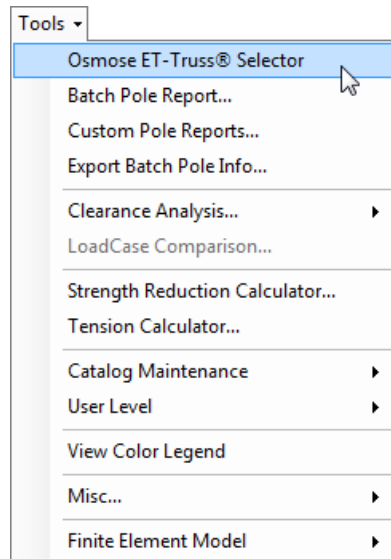 Tools
Osmose ET-Truss® Selector
Batch Pole Report...
Custom Pole Reports...
Export Batch Pole Info...
Clearance Analysis...
LoadCase Comparison...
Strength Reduction Calculator...
Tension Calculator...
Catalog Maintenance
User Level
View Color Legend
Misc...
Finite Element Model